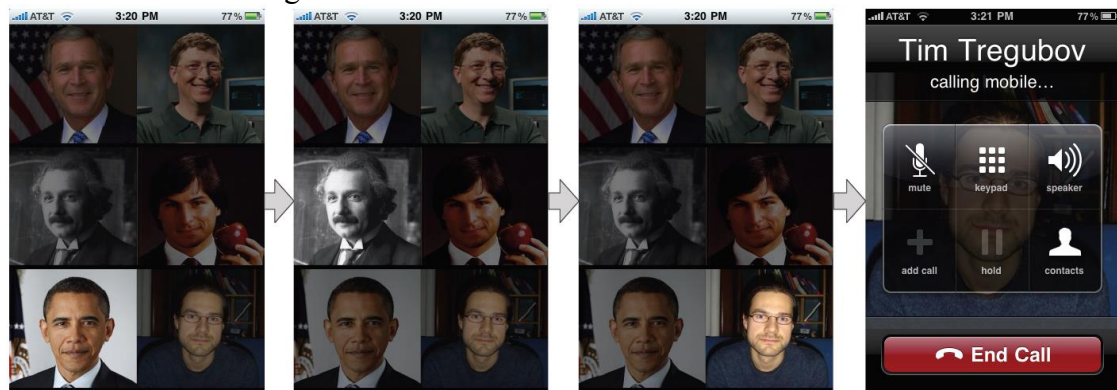 AT&T 3:20 PM 77%
AT&T 3:20 PM 77%
AT&T 3:20 PM 77%
AT&T 3:21 PM 77%
Tim Tregubov
calling mobile...
mute keypad speaker
add call hold contacts
End Call